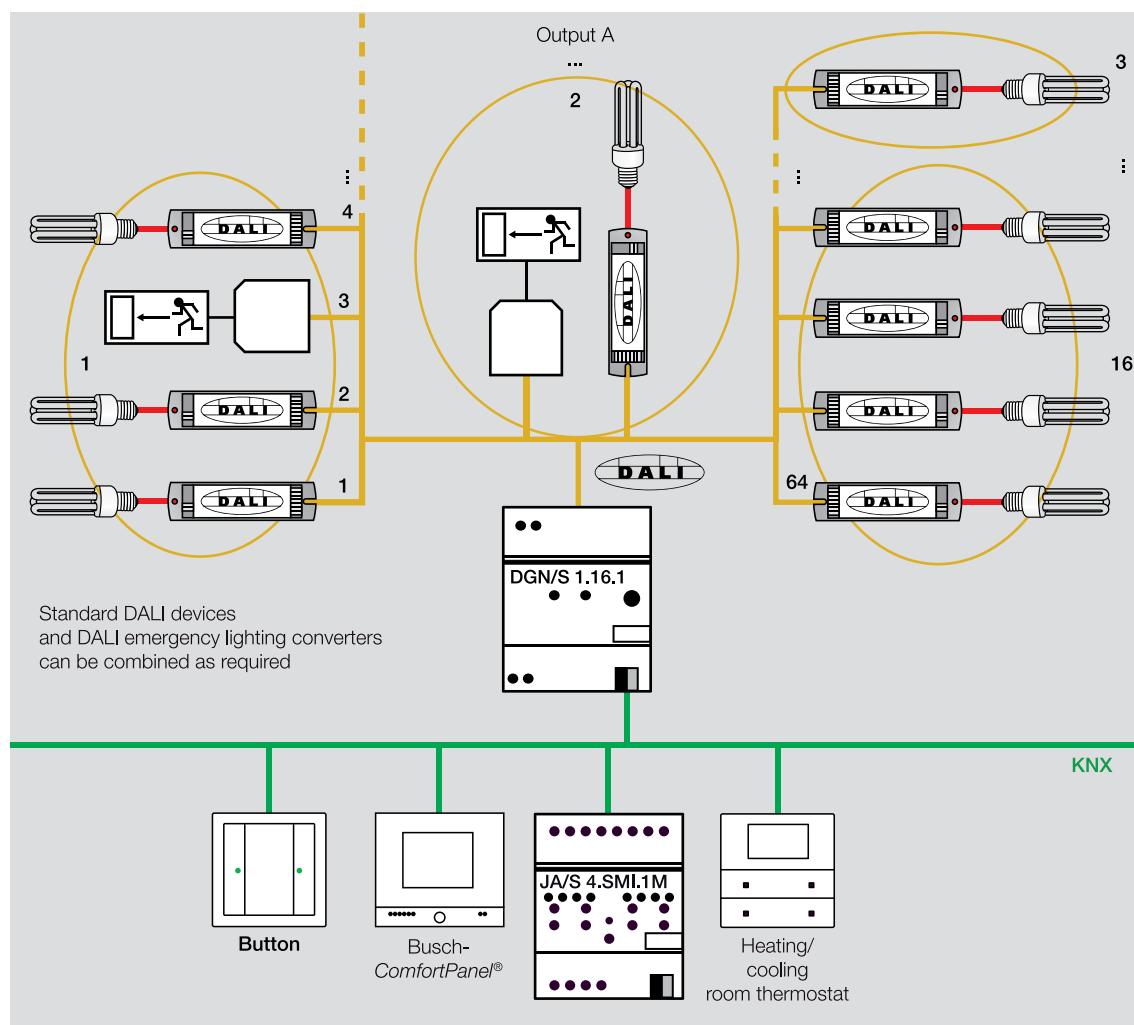 Output A
...
2
3
...
DALI
4
...
DALI
...
DALI
3
DALI
DALI
1
16
2
DALI
DALI
1
DALI
DALI
64
DALI
DGN/S 1.16.1
Standard DALI devices
and DALI emergency lighting converters
can be combined as required
KNX
JA/S 4.SMI.1M
Button
Busch-
ComfortPanel®
Heating/
cooling
room thermostat